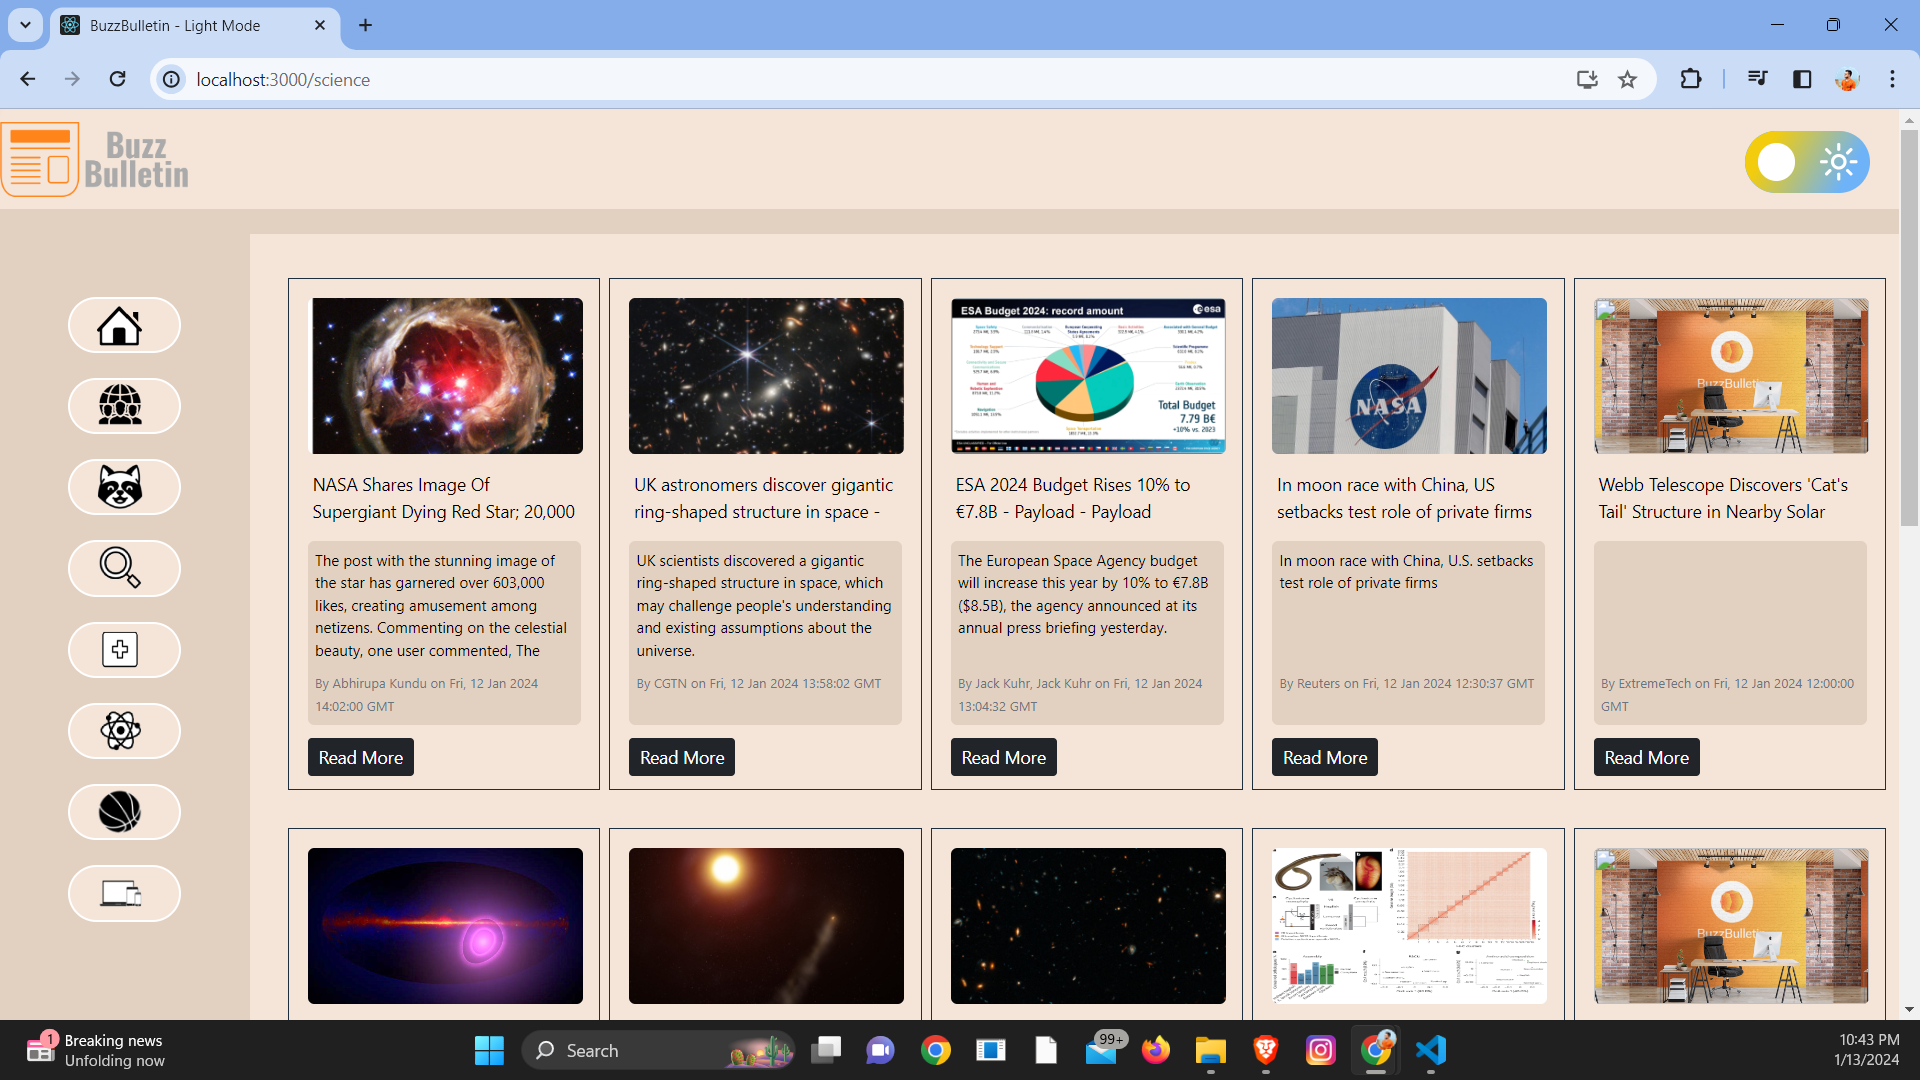 BuzzBulletin - Light Mode
localhost:3000/science
Buzz
Bulletin
ESA Budget 2024: record amount
esa
Total Budget
7.79 B€
+10% vs. 2023
NASA
BuzzBulleti
NASA Shares Image Of
Supergiant Dying Red Star; 20,000
The post with the stunning image of
the star has garnered over 603,000
likes, creating amusement among
netizens. Commenting on the celestial
beauty, one user commented, The
By Abhirupa Kundu on Fri, 12 Jan 2024
14:02:00 GMT
Read More
UK astronomers discover gigantic
ring-shaped structure in space -
UK scientists discovered a gigantic
ring-shaped structure in space, which
may challenge people's understanding
and existing assumptions about the
universe.
By CGTN on Fri, 12 Jan 2024 13:58:02 GMT
Read More
ESA 2024 Budget Rises 10% to
€7.8B - Payload - Payload
The European Space Agency budget
will increase this year by 10% to €7.8B
($8.5B), the agency announced at its
annual press briefing yesterday.
By Jack Kuhr, Jack Kuhr on Fri, 12 Jan 2024
13:04:32 GMT
Read More
In moon race with China, US
setbacks test role of private firms
In moon race with China, U.S. setbacks
test role of private firms
By Reuters on Fri, 12 Jan 2024 12:30:37 GMT
Read More
Webb Telescope Discovers 'Cat's
Tail' Structure in Nearby Solar
By ExtremeTech on Fri, 12 Jan 2024 12:00:00
GMT
Read More
BuzzBulleti
1
Breaking news
Unfolding now
Search
99+
10:43 PM
1/13/2024